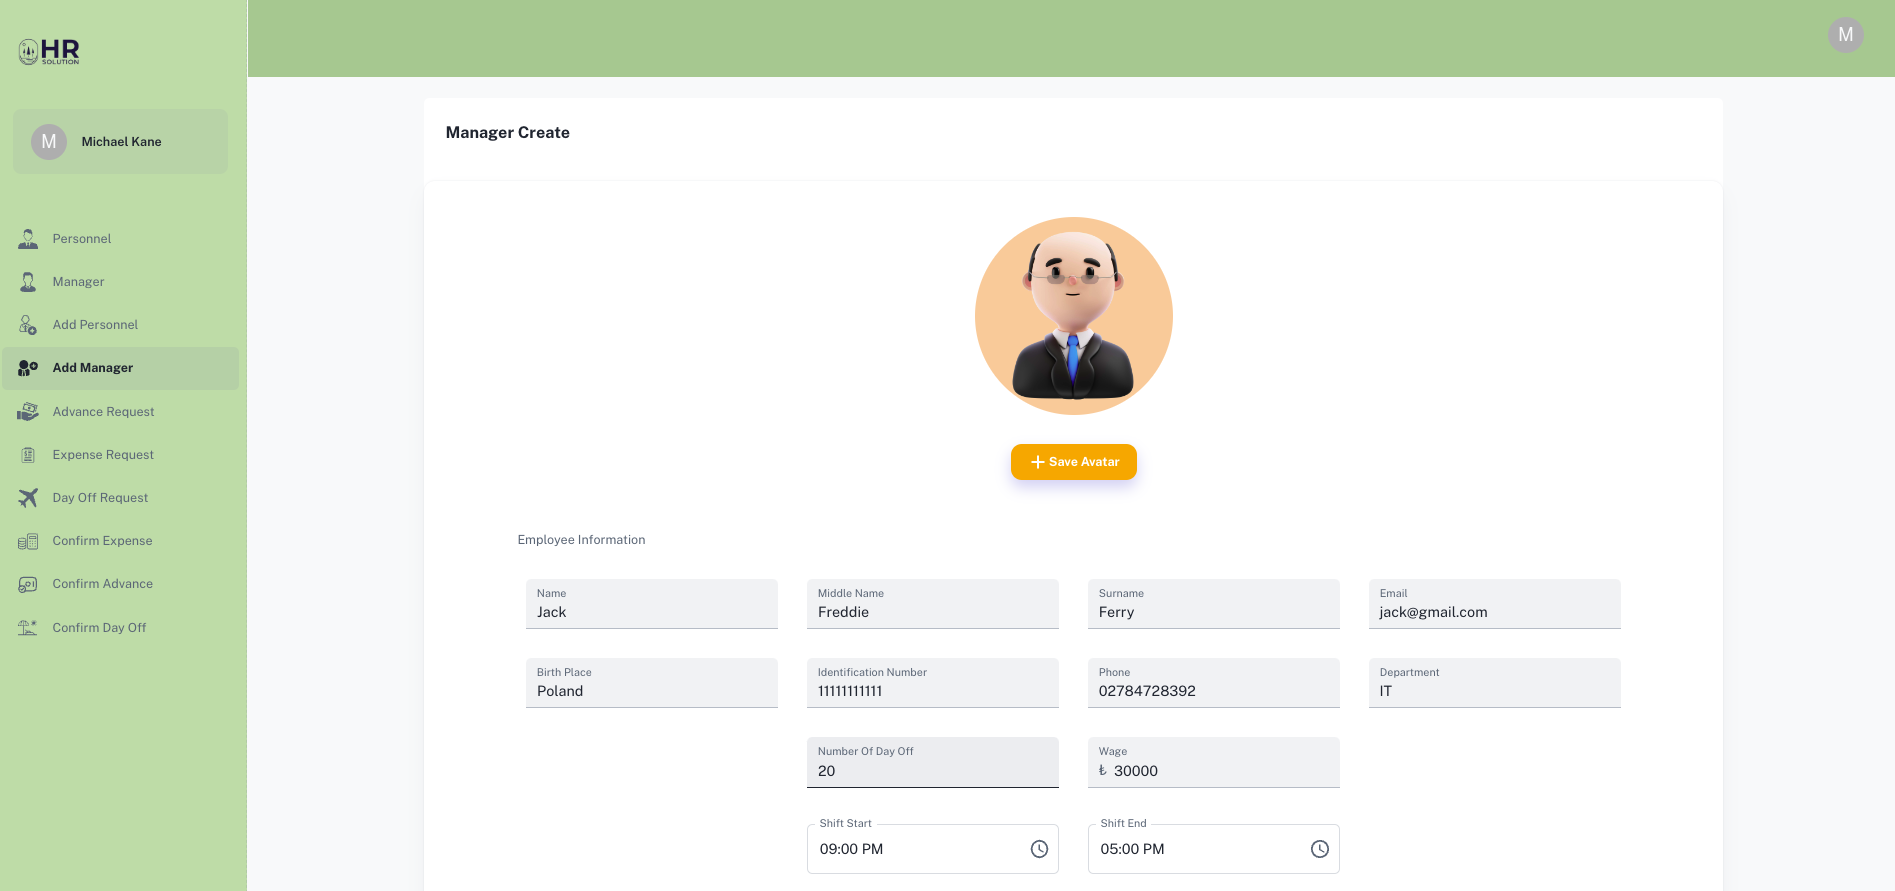 HR
SOLUTION
M
M
Michael Kane
Personnel
Manager
Add Personnel
Add Manager
Advance Request
Expense Request
Day Off Request
Confirm Expense
Confirm Advance
Confirm Day Off
Manager Create
Save Avatar
Employee Information
Name
Jack
Middle Name
Freddie
Surname
Ferry
Email
jack@gmail.com
Birth Place
Poland
Identification Number
11111111111
Phone
02784728392
Department
IT
Number Of Day Off
20
Wage
₺ 30000
Shift Start
09:00 PM
Shift End
05:00 PM